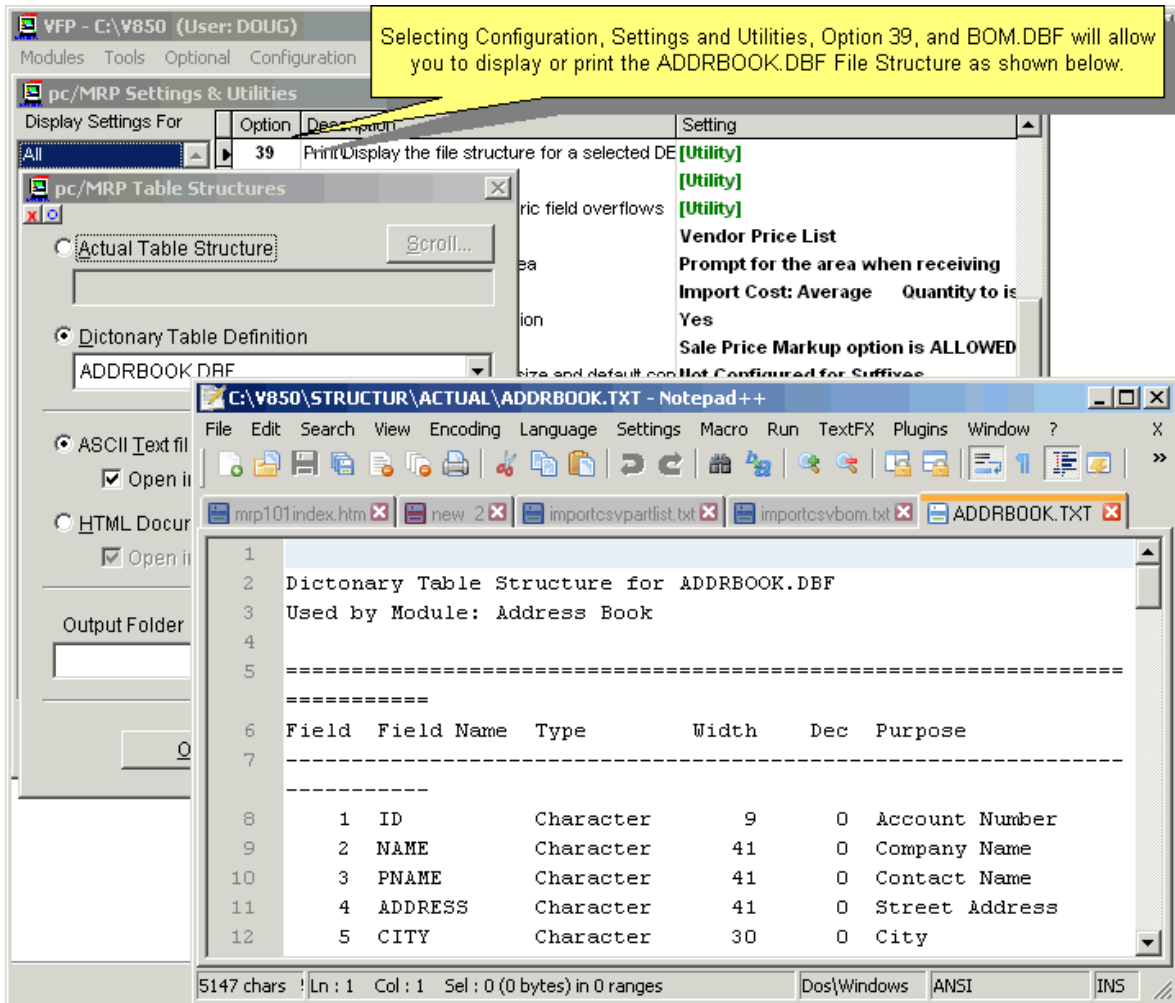 VFP - C:\V850 (User: DOUG)
Modules Tools Optional Configuration
Selecting Configuration, Settings and Utilities, Option 39, and BOM.DBF will allow
you to display or print the ADDRBOOK.DBF File Structure as shown below.
pc/MRP Settings & Utilities
Display Settings For Option Description Setting
All 39 Print\Display the file structure for a selected DB [Utility]
pc/MRP Table Structures [Utility]
ric field overflows [Utility]
Actual Table Structure Scroll... Vendor Price List
ea Prompt for the area when receiving
Import Cost: Average Quantity to is
ion Yes
Dictonary Table Definition
Sale Price Markup option is ALLOWED
ADDRBOOK.DBF
size and default con Not Configured for Suffixes
ASCII Text fil
Open in
HTML Docum
Open in
Output Folder
O
C:\V850\STRUCTUR\ACTUAL\ADDRBOOK.TXT - Notepad++
File Edit Search View Encoding Language Settings Macro Run TextFX Plugins Window ? X
mrp101index.htm new 2 importcsvpartlist.txt importcsvbom.txt ADDRBOOK.TXT
1
2 Dictonary Table Structure for ADDRBOOK.DBF
3 Used by Module: Address Book
4
5 ================================================================
===========
6 Field Field Name Type Width Dec Purpose
7 ----------------------------------------------------------------
-----------
8 1 ID Character 9 0 Account Number
9 2 NAME Character 41 0 Company Name
10 3 PNAME Character 41 0 Contact Name
11 4 ADDRESS Character 41 0 Street Address
12 5 CITY Character 30 0 City
5147 chars Ln : 1 Col : 1 Sel : 0 (0 bytes) in 0 ranges Dos\Windows ANSI INS